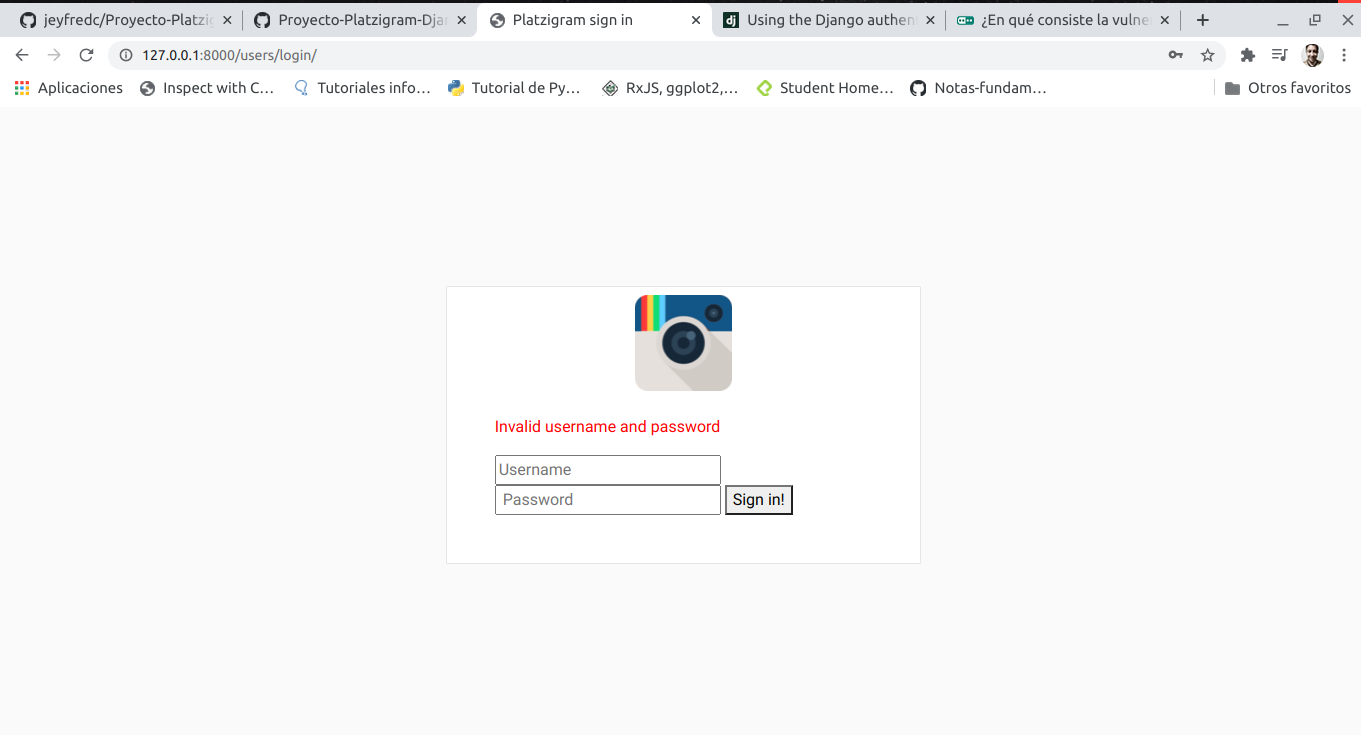 jeyfredc/Proyecto-Platzig
Proyecto-Platzigram-Djan
Platzigram sign in
Using the Django authent
¿En qué consiste la vulne
127.0.0.1:8000/users/login/
Aplicaciones
Inspect with C...
Tutoriales info...
Tutorial de Py...
RxJS, ggplot2,...
Student Home...
Notas-fundam...
Otros favoritos
Invalid username and password
Username
Password
Sign in!